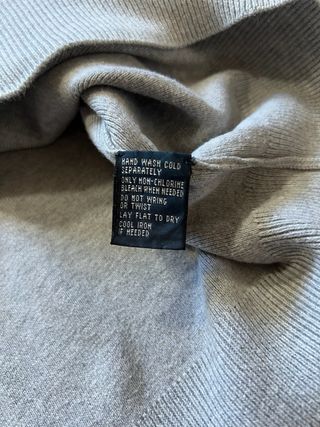 HAND WASH COLD
SEPARATELY
ONLY NON-CHLORINE
BLEACH WHEN NEEDED
DO NOT WRING
OR TWIST
LAY FLAT TO DRY
COOL IRON
IF NEEDED